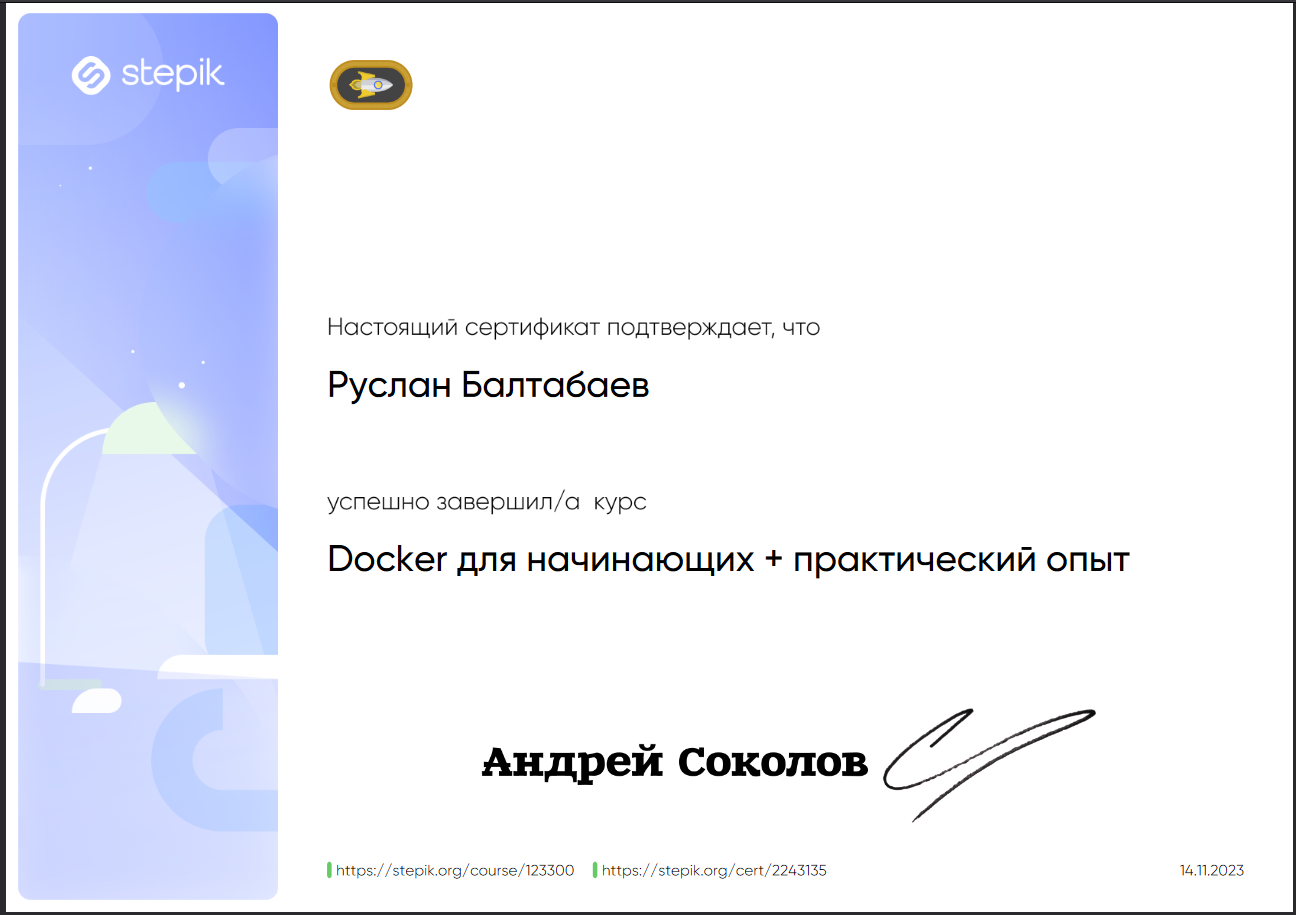 stepik
Настоящий сертификат подтверждает, что
Руслан Балтабаев
успешно завершил/а курс
Docker для начинающих + практический опыт
Андрей Соколов
https://stepik.org/course/123300 https://stepik.org/cert/2243135 14.11.2023